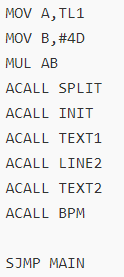 MOV A,TL1
MOV B,#4D
MUL AB
ACALL SPLIT
ACALL INIT
ACALL TEXT1
ACALL LINE2
ACALL TEXT2
ACALL BPM
SJMP MAIN